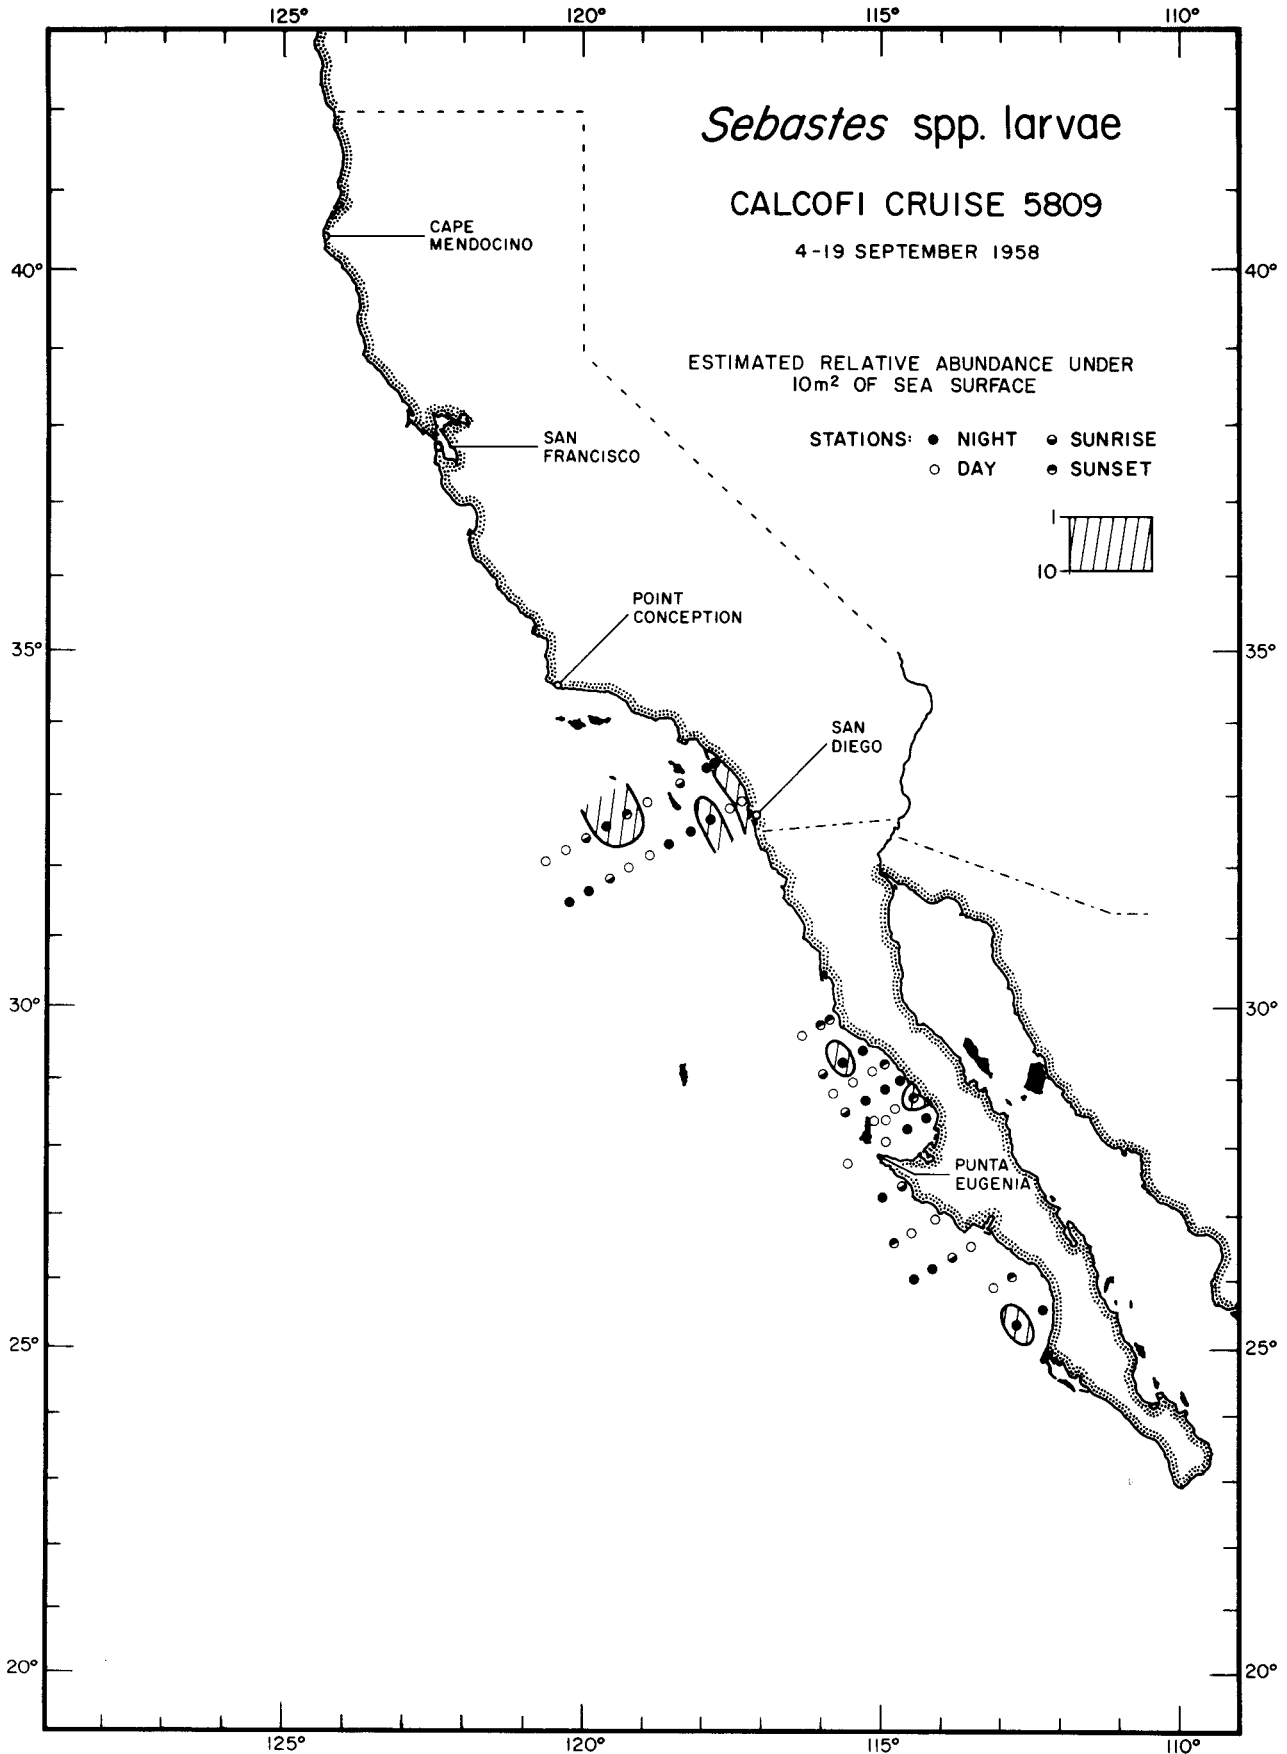 125° 120° 115° 110°
Sebastes spp. larvae
CALCOFI CRUISE 5809
4-19 SEPTEMBER 1958
CAPE
MENDOCINO
40° 40°
ESTIMATED RELATIVE ABUNDANCE UNDER
10m² OF SEA SURFACE
STATIONS: ● NIGHT ◒ SUNRISE
○ DAY ◓ SUNSET
SAN
FRANCISCO
1
10
POINT
CONCEPTION
35° 35°
SAN
DIEGO
30° 30°
PUNTA
EUGENIA
25° 25°
20° 20°
125° 120° 115° 110°